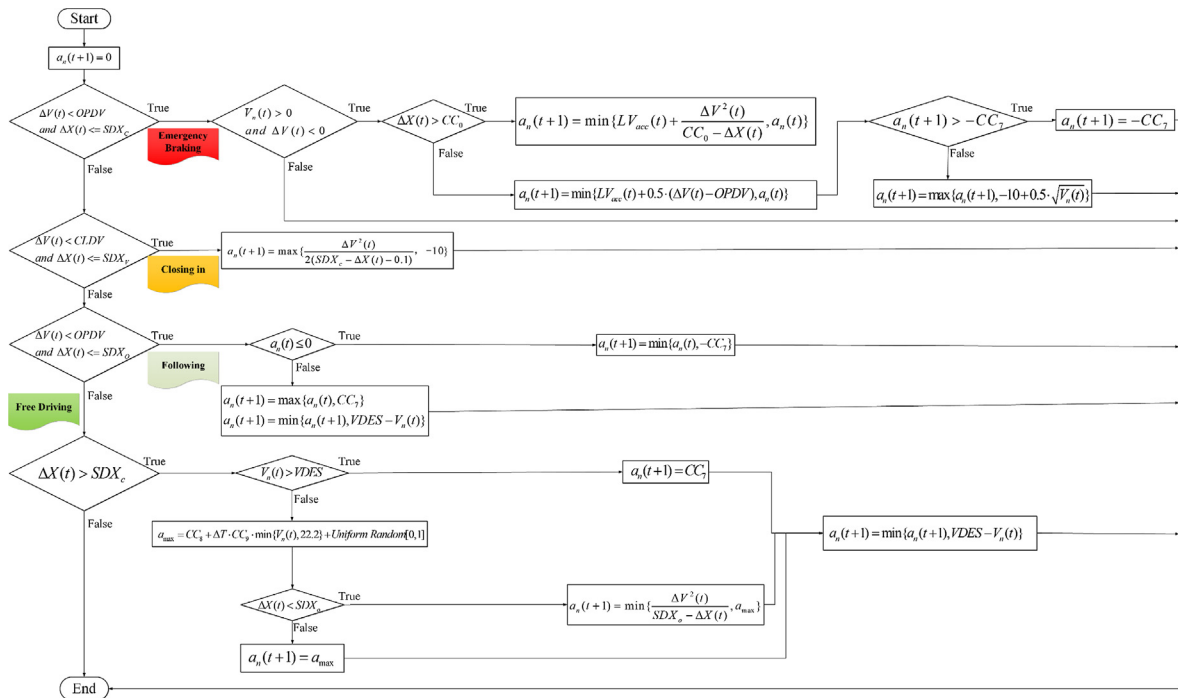 Start
a_n(t+1)=0
ΔV(t)<OPDV
and ΔX(t)<=SDX_C
True
False
Emergency
Braking
V_n(t)>0
and ΔV(t)<0
True
False
ΔX(t)>CC_0
True
False
a_n(t+1)=min{LV_acc(t)+ΔV²(t)/(CC_0−ΔX(t)),a_n(t)}
a_n(t+1)=min{LV_acc(t)+0.5·(ΔV(t)−OPDV),a_n(t)}
a_n(t+1)>−CC_7
True
False
a_n(t+1)=−CC_7
a_n(t+1)=max{a_n(t+1),−10+0.5·√V_n(t)}
ΔV(t)<CLDV
and ΔX(t)<=SDX_v
True
False
Closing in
a_n(t+1)=max{ΔV²(t)/2(SDX_c−ΔX(t)−0.1), −10}
ΔV(t)<OPDV
and ΔX(t)<=SDX_o
True
False
Following
a_n(t)≤0
True
False
a_n(t+1)=min{a_n(t),−CC_7}
a_n(t+1)=max{a_n(t),CC_7}
a_n(t+1)=min{a_n(t+1),VDES−V_n(t)}
Free Driving
ΔX(t)>SDX_c
True
False
V_n(t)>VDES
True
False
a_n(t+1)=CC_7
a_max=CC_8+ΔT·CC_9·min{V_n(t),22.2}+Uniform Random[0,1]
ΔX(t)<SDX_o
True
False
a_n(t+1)=min{ΔV²(t)/(SDX_o−ΔX(t)),a_max}
a_n(t+1)=a_max
a_n(t+1)=min{a_n(t+1),VDES−V_n(t)}
End